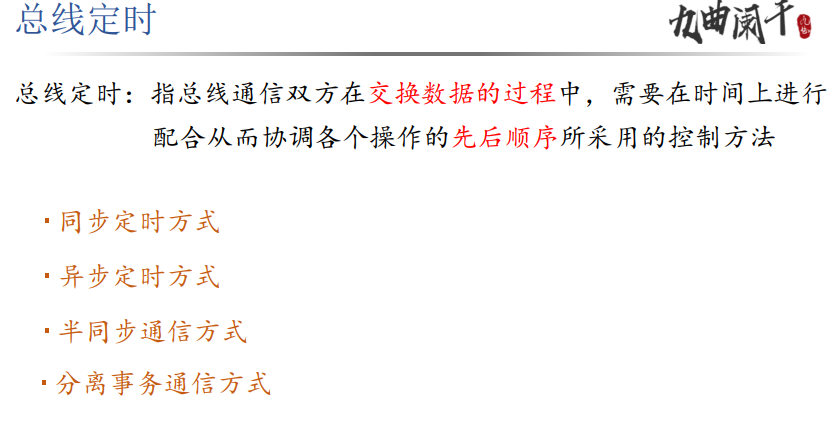 总线定时
九曲阑干
总线定时：指总线通信双方在交换数据的过程中，需要在时间上进行
配合从而协调各个操作的先后顺序所采用的控制方法
▪ 同步定时方式
▪ 异步定时方式
▪ 半同步通信方式
▪ 分离事务通信方式